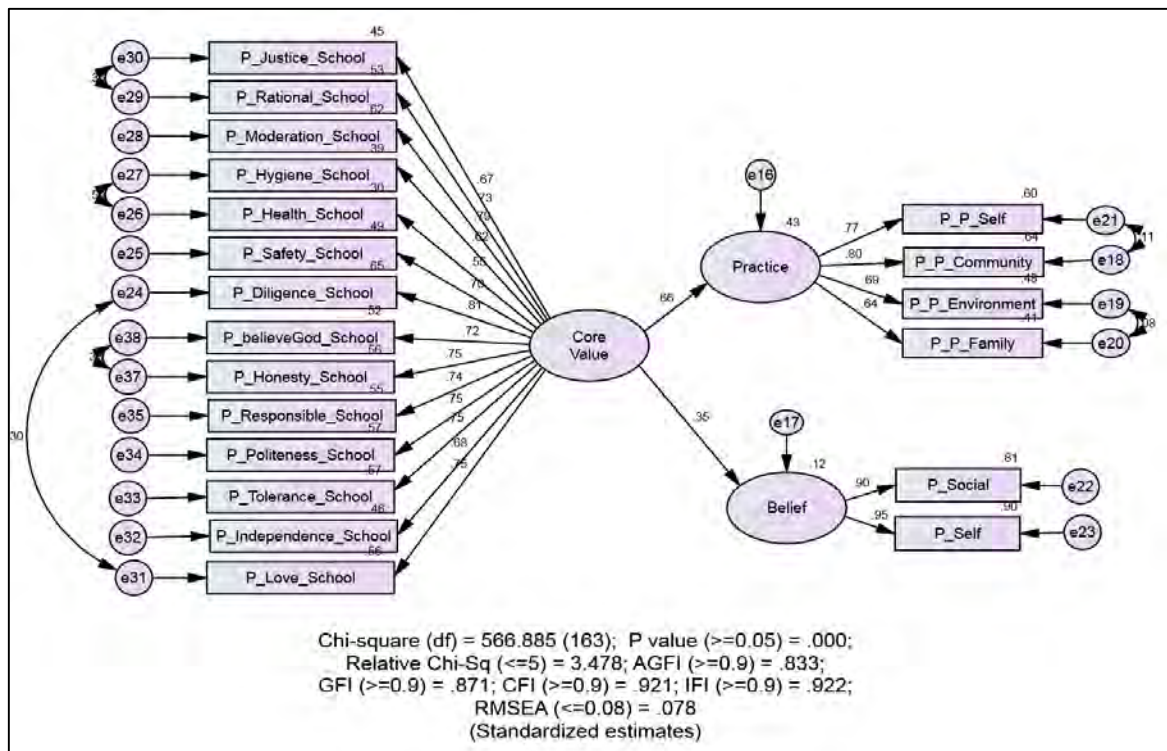 .45
e30
P_Justice_School
.53
e29
P_Rational_School
.62
e28
P_Moderation_School
.39
e27
P_Hygiene_School
.30
e26
P_Health_School
.49
e25
P_Safety_School
.65
e24
P_Diligence_School
.52
e38
P_believeGod_School
.56
e37
P_Honesty_School
.55
e35
P_Responsible_School
.57
e34
P_Politeness_School
.57
e33
P_Tolerance_School
.46
e32
P_Independence_School
.56
e31
P_Love_School
.30
.67
.73
.79
.62
.55
.70
.81
.72
.75
.74
.75
.75
.68
.75
Core
Value
.66
.35
e16
.43
Practice
.77
.80
.69
.64
.60
P_P_Self
e21
.64
P_P_Community
e18
.11
.48
P_P_Environment
e19
.41
P_P_Family
e20
.08
e17
.12
Belief
.90
.95
.81
P_Social
e22
.90
P_Self
e23
Chi-square (df) = 566.885 (163); P value (>=0.05) = .000;
Relative Chi-Sq (<=5) = 3.478; AGFI (>=0.9) = .833;
GFI (>=0.9) = .871; CFI (>=0.9) = .921; IFI (>=0.9) = .922;
RMSEA (<=0.08) = .078
(Standardized estimates)